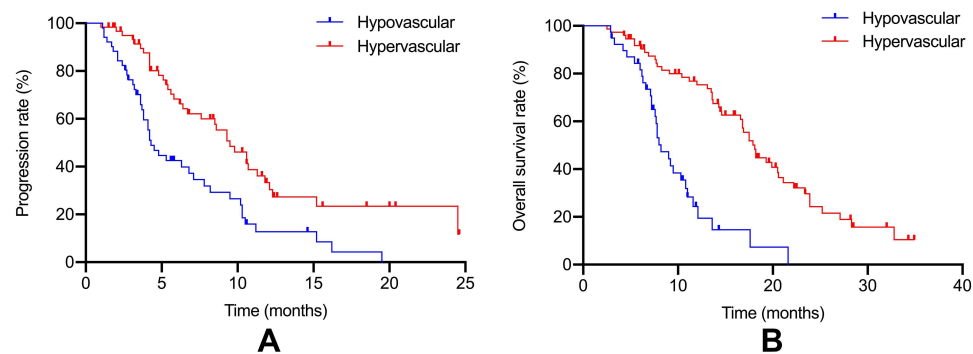 Hypovascular
Hypervascular
Progression rate (%)
100
80
60
40
20
0
0 5 10 15 20 25
Time (months)
A
Hypovascular
Hypervascular
Overall survival rate (%)
100
80
60
40
20
0
0 10 20 30 40
Time (months)
B